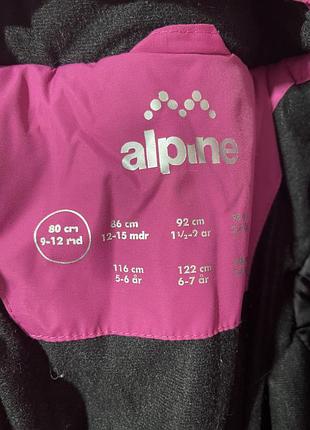 alpine
80 cm 86 cm 92 cm 98
9-12 md 12-15 mdr 1½-2 år
116 cm 122 cm
5-6 år 6-7 år